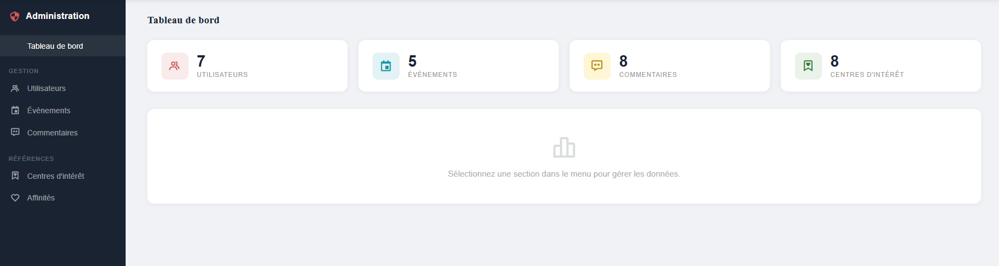 Administration
Tableau de bord
GESTION
Utilisateurs
Évènements
Commentaires
RÉFÉRENCES
Centres d'intérêt
Affinités
Tableau de bord
7
UTILISATEURS
5
ÉVÈNEMENTS
8
COMMENTAIRES
8
CENTRES D'INTÉRÊT
Sélectionnez une section dans le menu pour gérer les données.